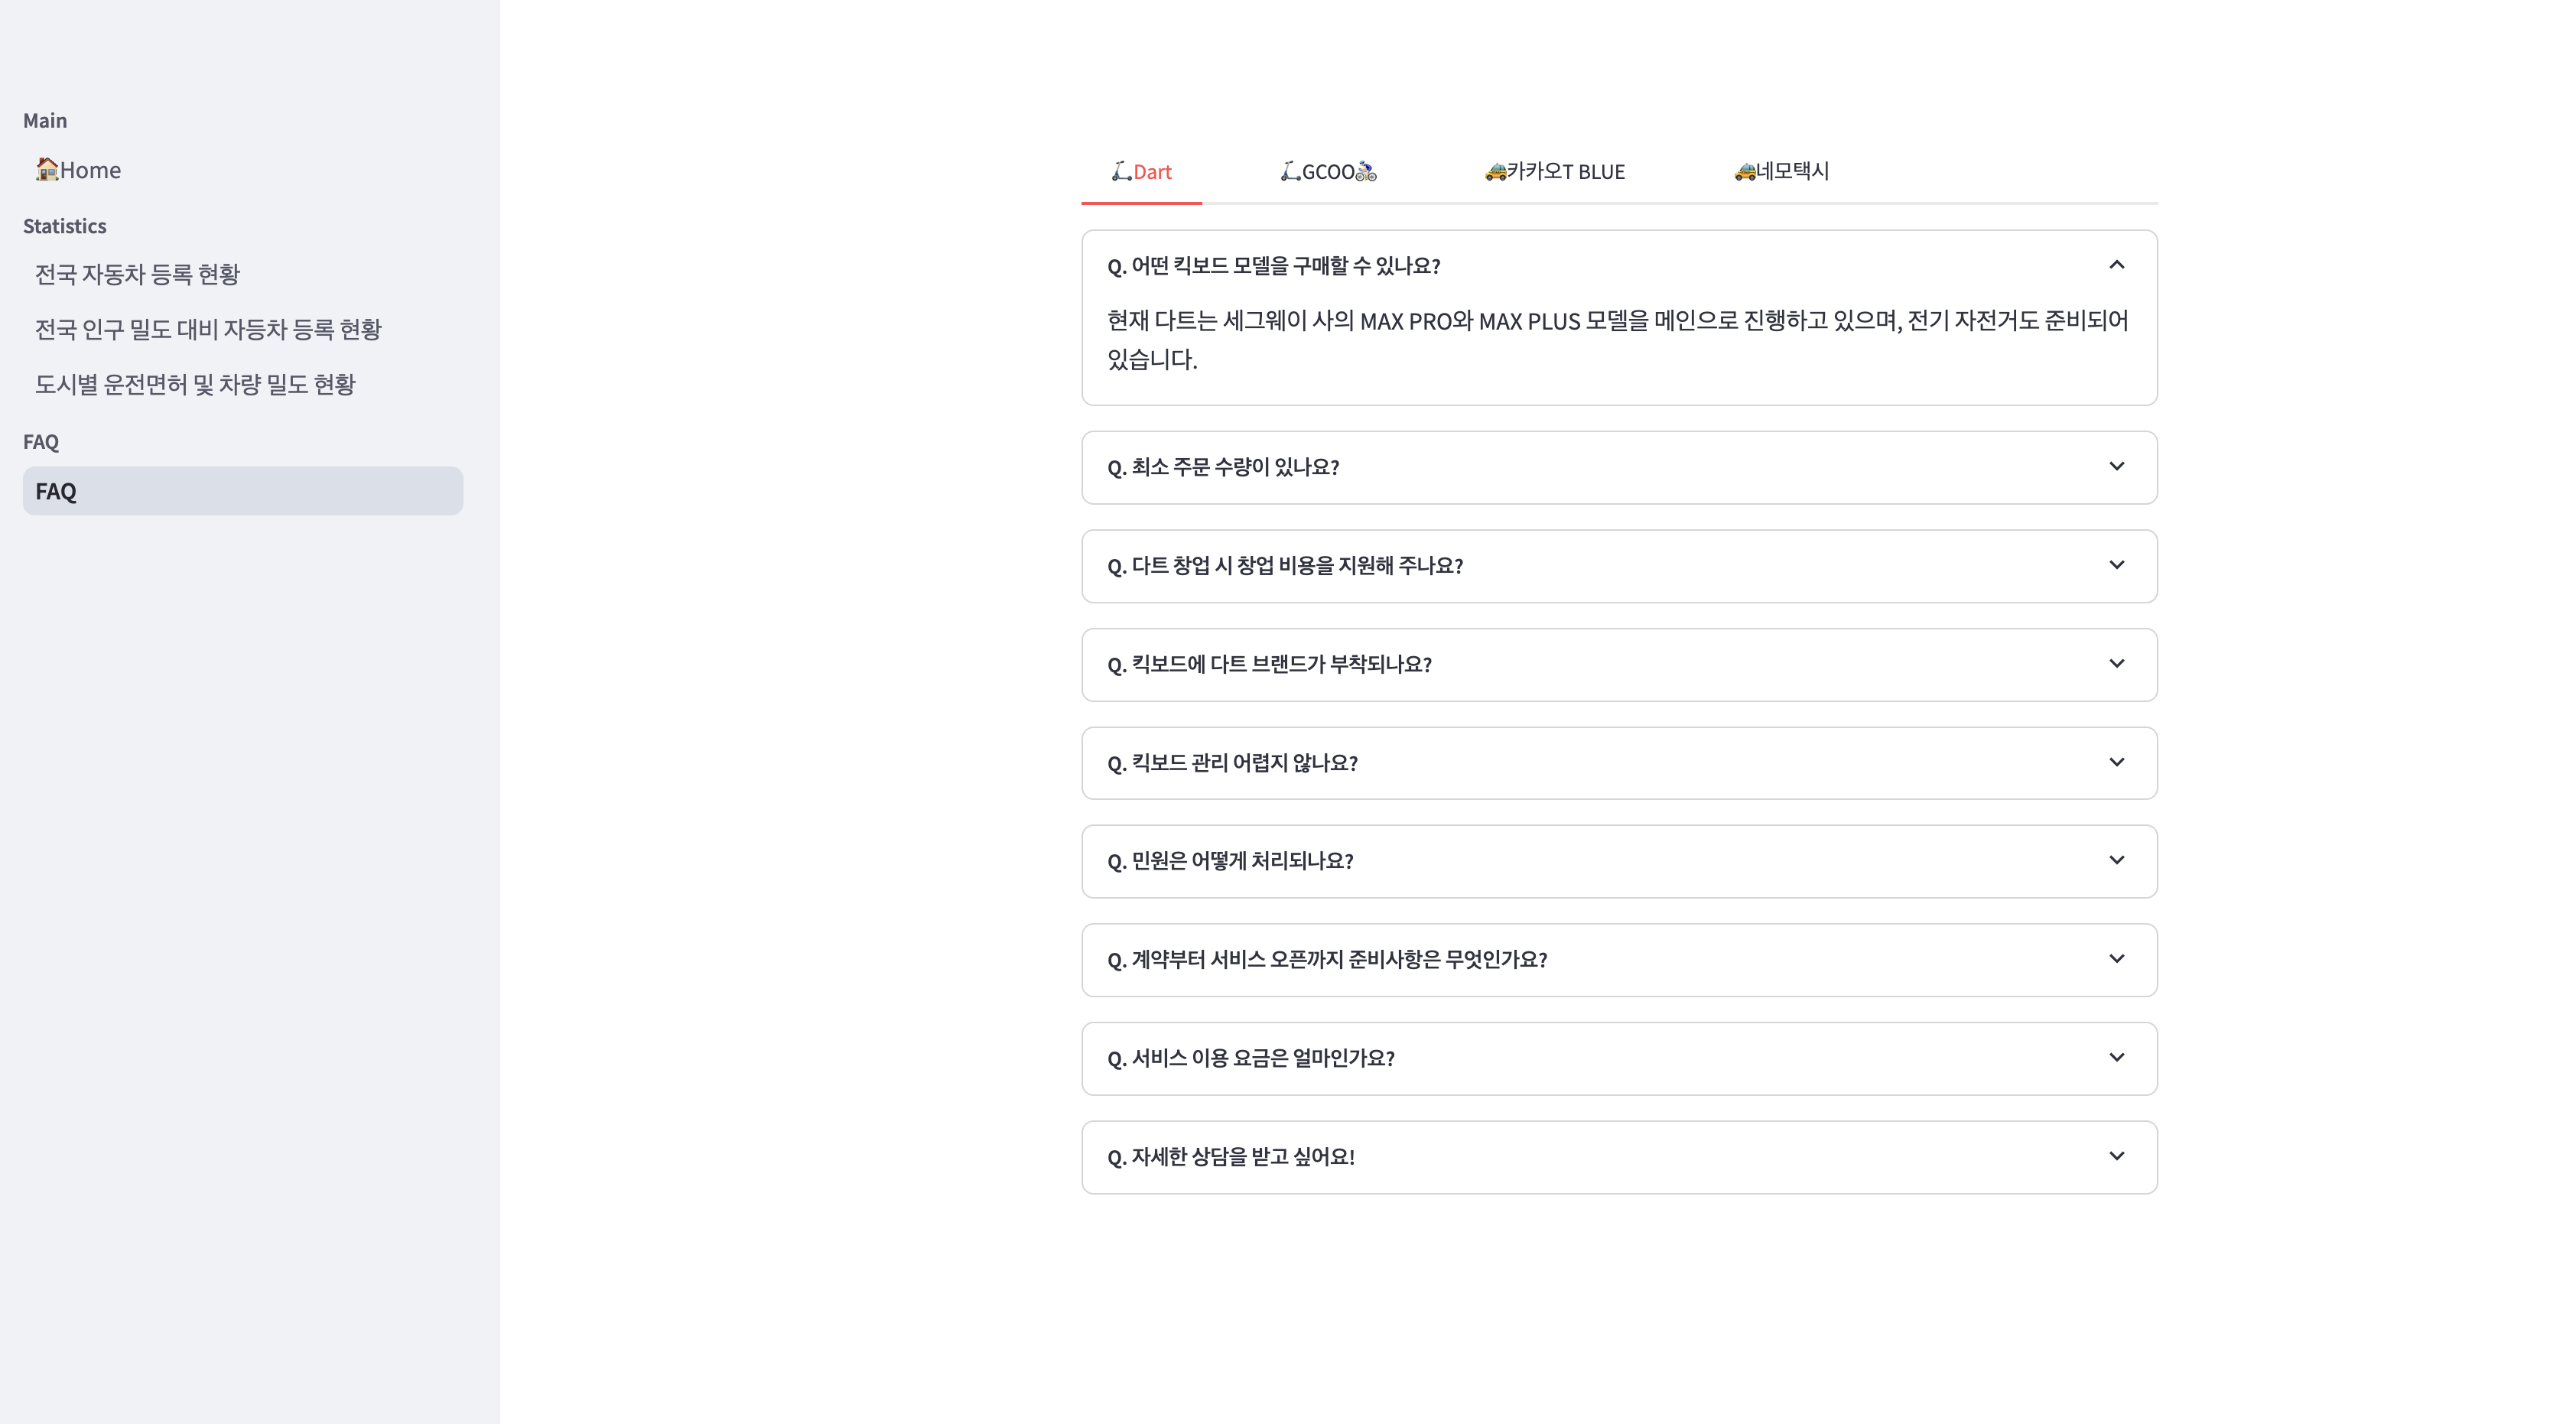 Main
🏠Home
Statistics
전국 자동차 등록 현황
전국 인구 밀도 대비 자등차 등록 현황
도시별 운전면허 및 차량 밀도 현황
FAQ
FAQ
🛴Dart
🛴GCOO🚴
🚕카카오T BLUE
🚕네모택시
Q. 어떤 킥보드 모델을 구매할 수 있나요?
현재 다트는 세그웨이 사의 MAX PRO와 MAX PLUS 모델을 메인으로 진행하고 있으며, 전기 자전거도 준비되어
있습니다.
Q. 최소 주문 수량이 있나요?
Q. 다트 창업 시 창업 비용을 지원해 주나요?
Q. 킥보드에 다트 브랜드가 부착되나요?
Q. 킥보드 관리 어렵지 않나요?
Q. 민원은 어떻게 처리되나요?
Q. 계약부터 서비스 오픈까지 준비사항은 무엇인가요?
Q. 서비스 이용 요금은 얼마인가요?
Q. 자세한 상담을 받고 싶어요!